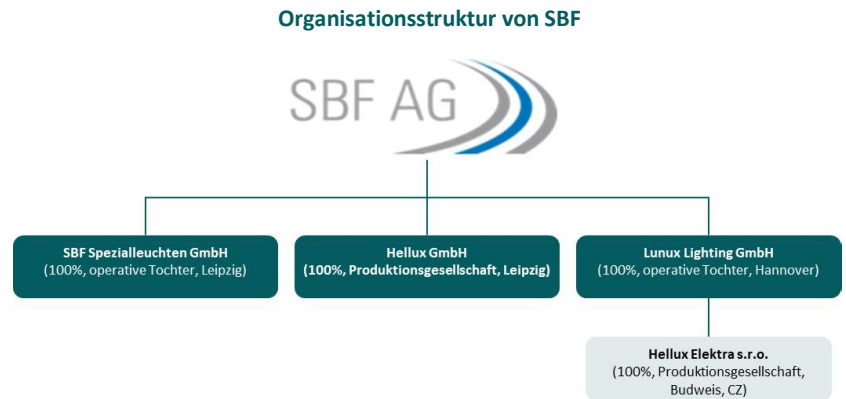 Organisationsstruktur von SBF
SBF AG
SBF Spezialleuchten GmbH
(100%, operative Tochter, Leipzig)
Hellux GmbH
(100%, Produktionsgesellschaft, Leipzig)
Lunux Lighting GmbH
(100%, operative Tochter, Hannover)
Hellux Elektra s.r.o.
(100%, Produktionsgesellschaft,
Budweis, CZ)